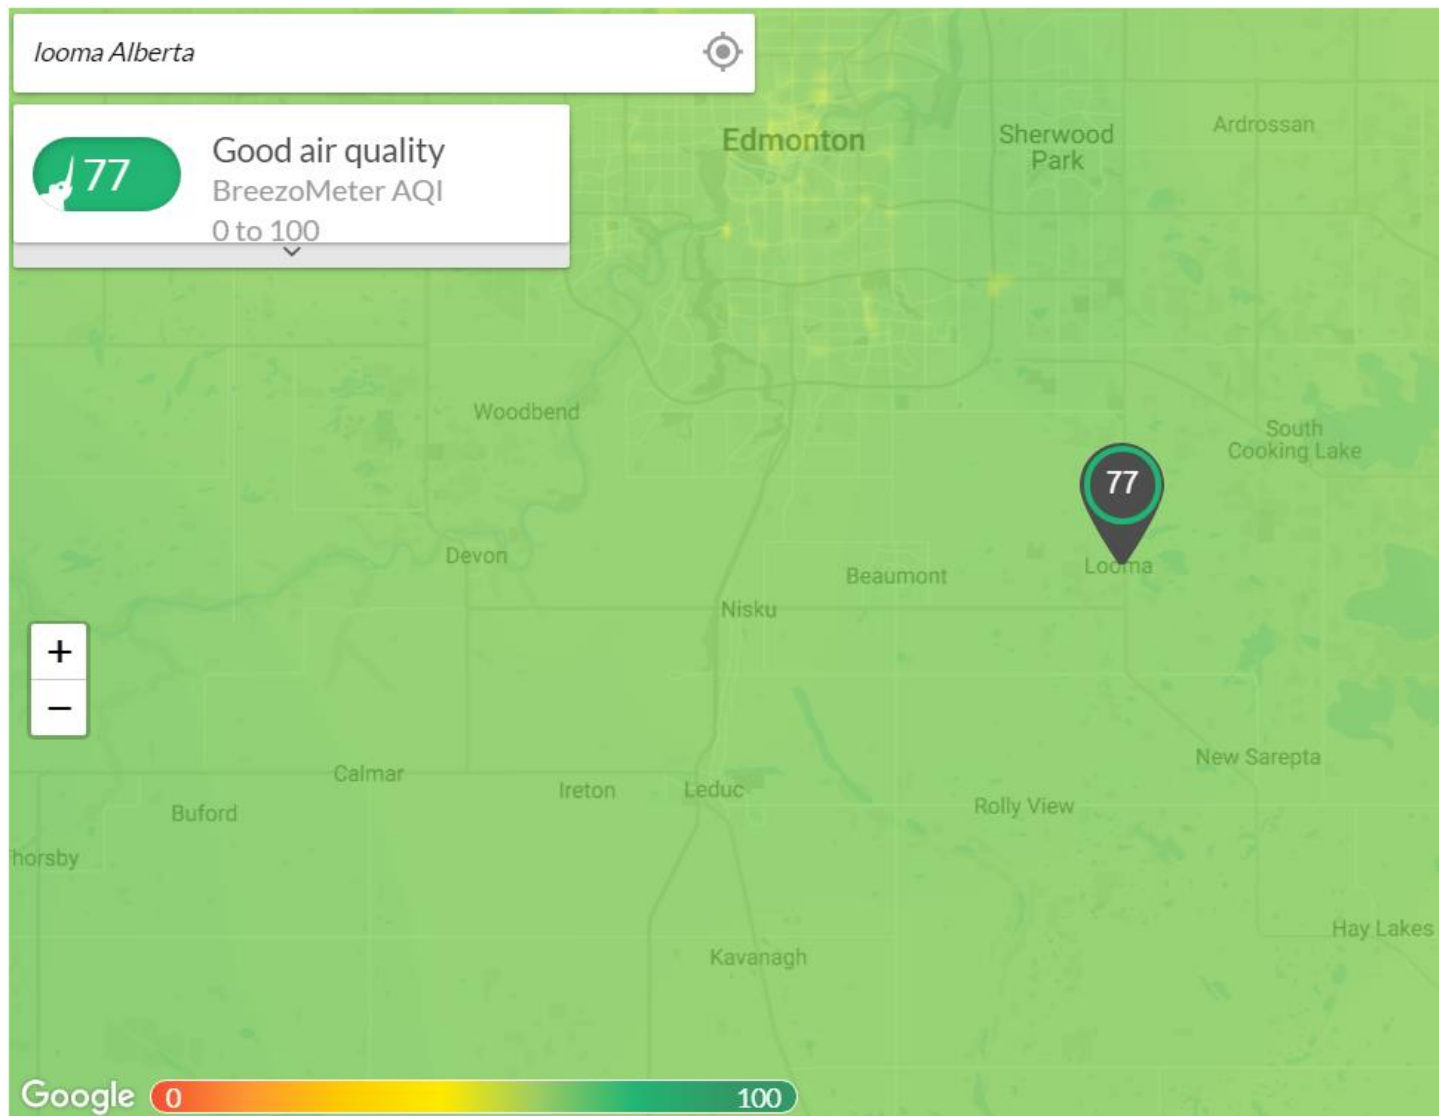 looma Alberta
77
Good air quality
BreezoMeter AQI
0 to 100
Edmonton
Sherwood
Park
Ardrossan
Woodbend
South
Cooking Lake
77
Devon
Beaumont
Looma
Nisku
+
−
New Sarepta
Calmar
Ireton
Leduc
Rolly View
Buford
horsby
Hay Lakes
Kavanagh
Google
0
100